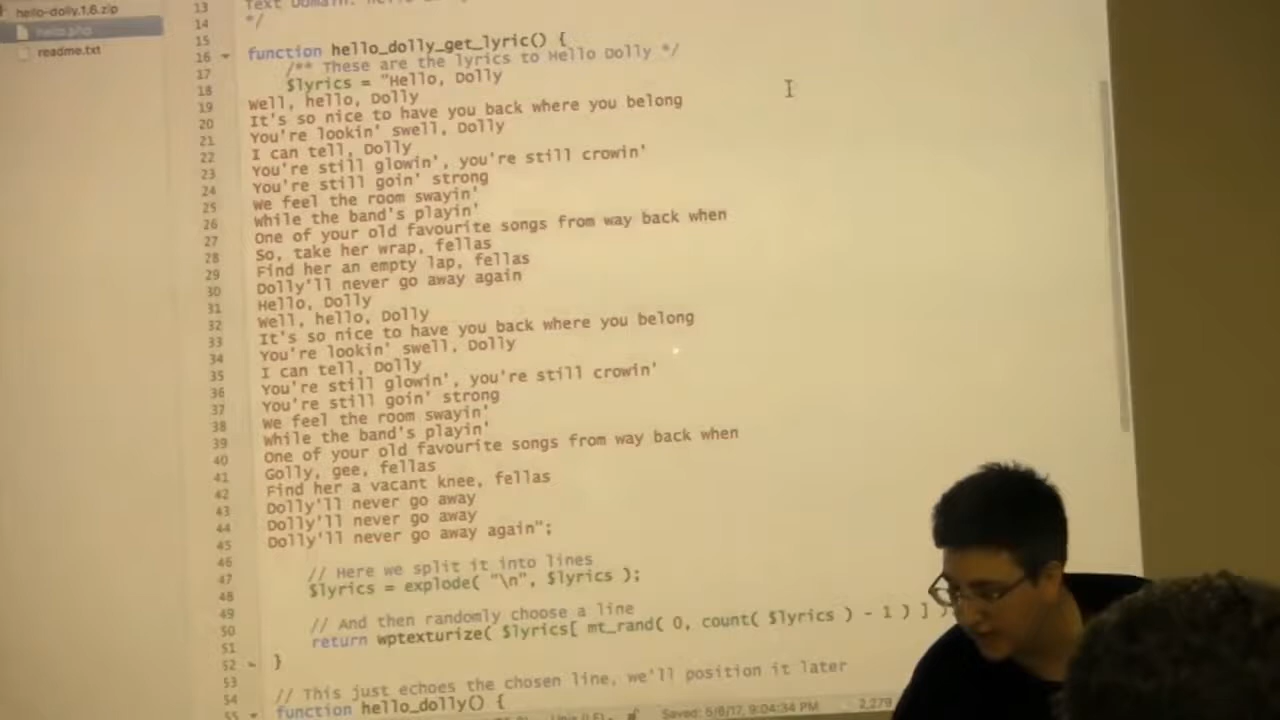 hello-dolly.1.6.zip
hello.php
readme.txt
13
14 */
15
16 function hello_dolly_get_lyric() {
17 /** These are the lyrics to Hello Dolly */
18 $lyrics = "Hello, Dolly
19 Well, hello, Dolly
20 It's so nice to have you back where you belong
21 You're lookin' swell, Dolly
22 I can tell, Dolly
23 You're still glowin', you're still crowin'
24 You're still goin' strong
25 We feel the room swayin'
26 While the band's playin'
27 One of your old favourite songs from way back when
28 So, take her wrap, fellas
29 Find her an empty lap, fellas
30 Dolly'll never go away again
31 Hello, Dolly
32 Well, hello, Dolly
33 It's so nice to have you back where you belong
34 You're lookin' swell, Dolly
35 I can tell, Dolly
36 You're still glowin', you're still crowin'
37 You're still goin' strong
38 We feel the room swayin'
39 While the band's playin'
40 One of your old favourite songs from way back when
41 Golly, gee, fellas
42 Find her a vacant knee, fellas
43 Dolly'll never go away
44 Dolly'll never go away
45 Dolly'll never go away again";
46
47 // Here we split it into lines
48 $lyrics = explode( "\n", $lyrics );
49
50 // And then randomly choose a line
51 return wptexturize( $lyrics[ mt_rand( 0, count( $lyrics ) - 1 ) ] )
52 }
53
54 // This just echoes the chosen line, we'll position it later
55 function hello_dolly() {
Saved: 5/6/17, 9:04:34 PM 2,279